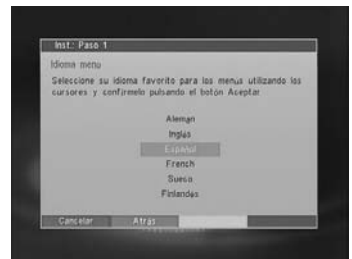 Inst.: Paso 1
Idioma menu
Seleccione su idioma favorito para los menus utilizando los
cursores y confirmelo pulsando el botón Aceptar
Aleman
Ingles
Español
French
Sueco
Finlandes
Cancelar Atras